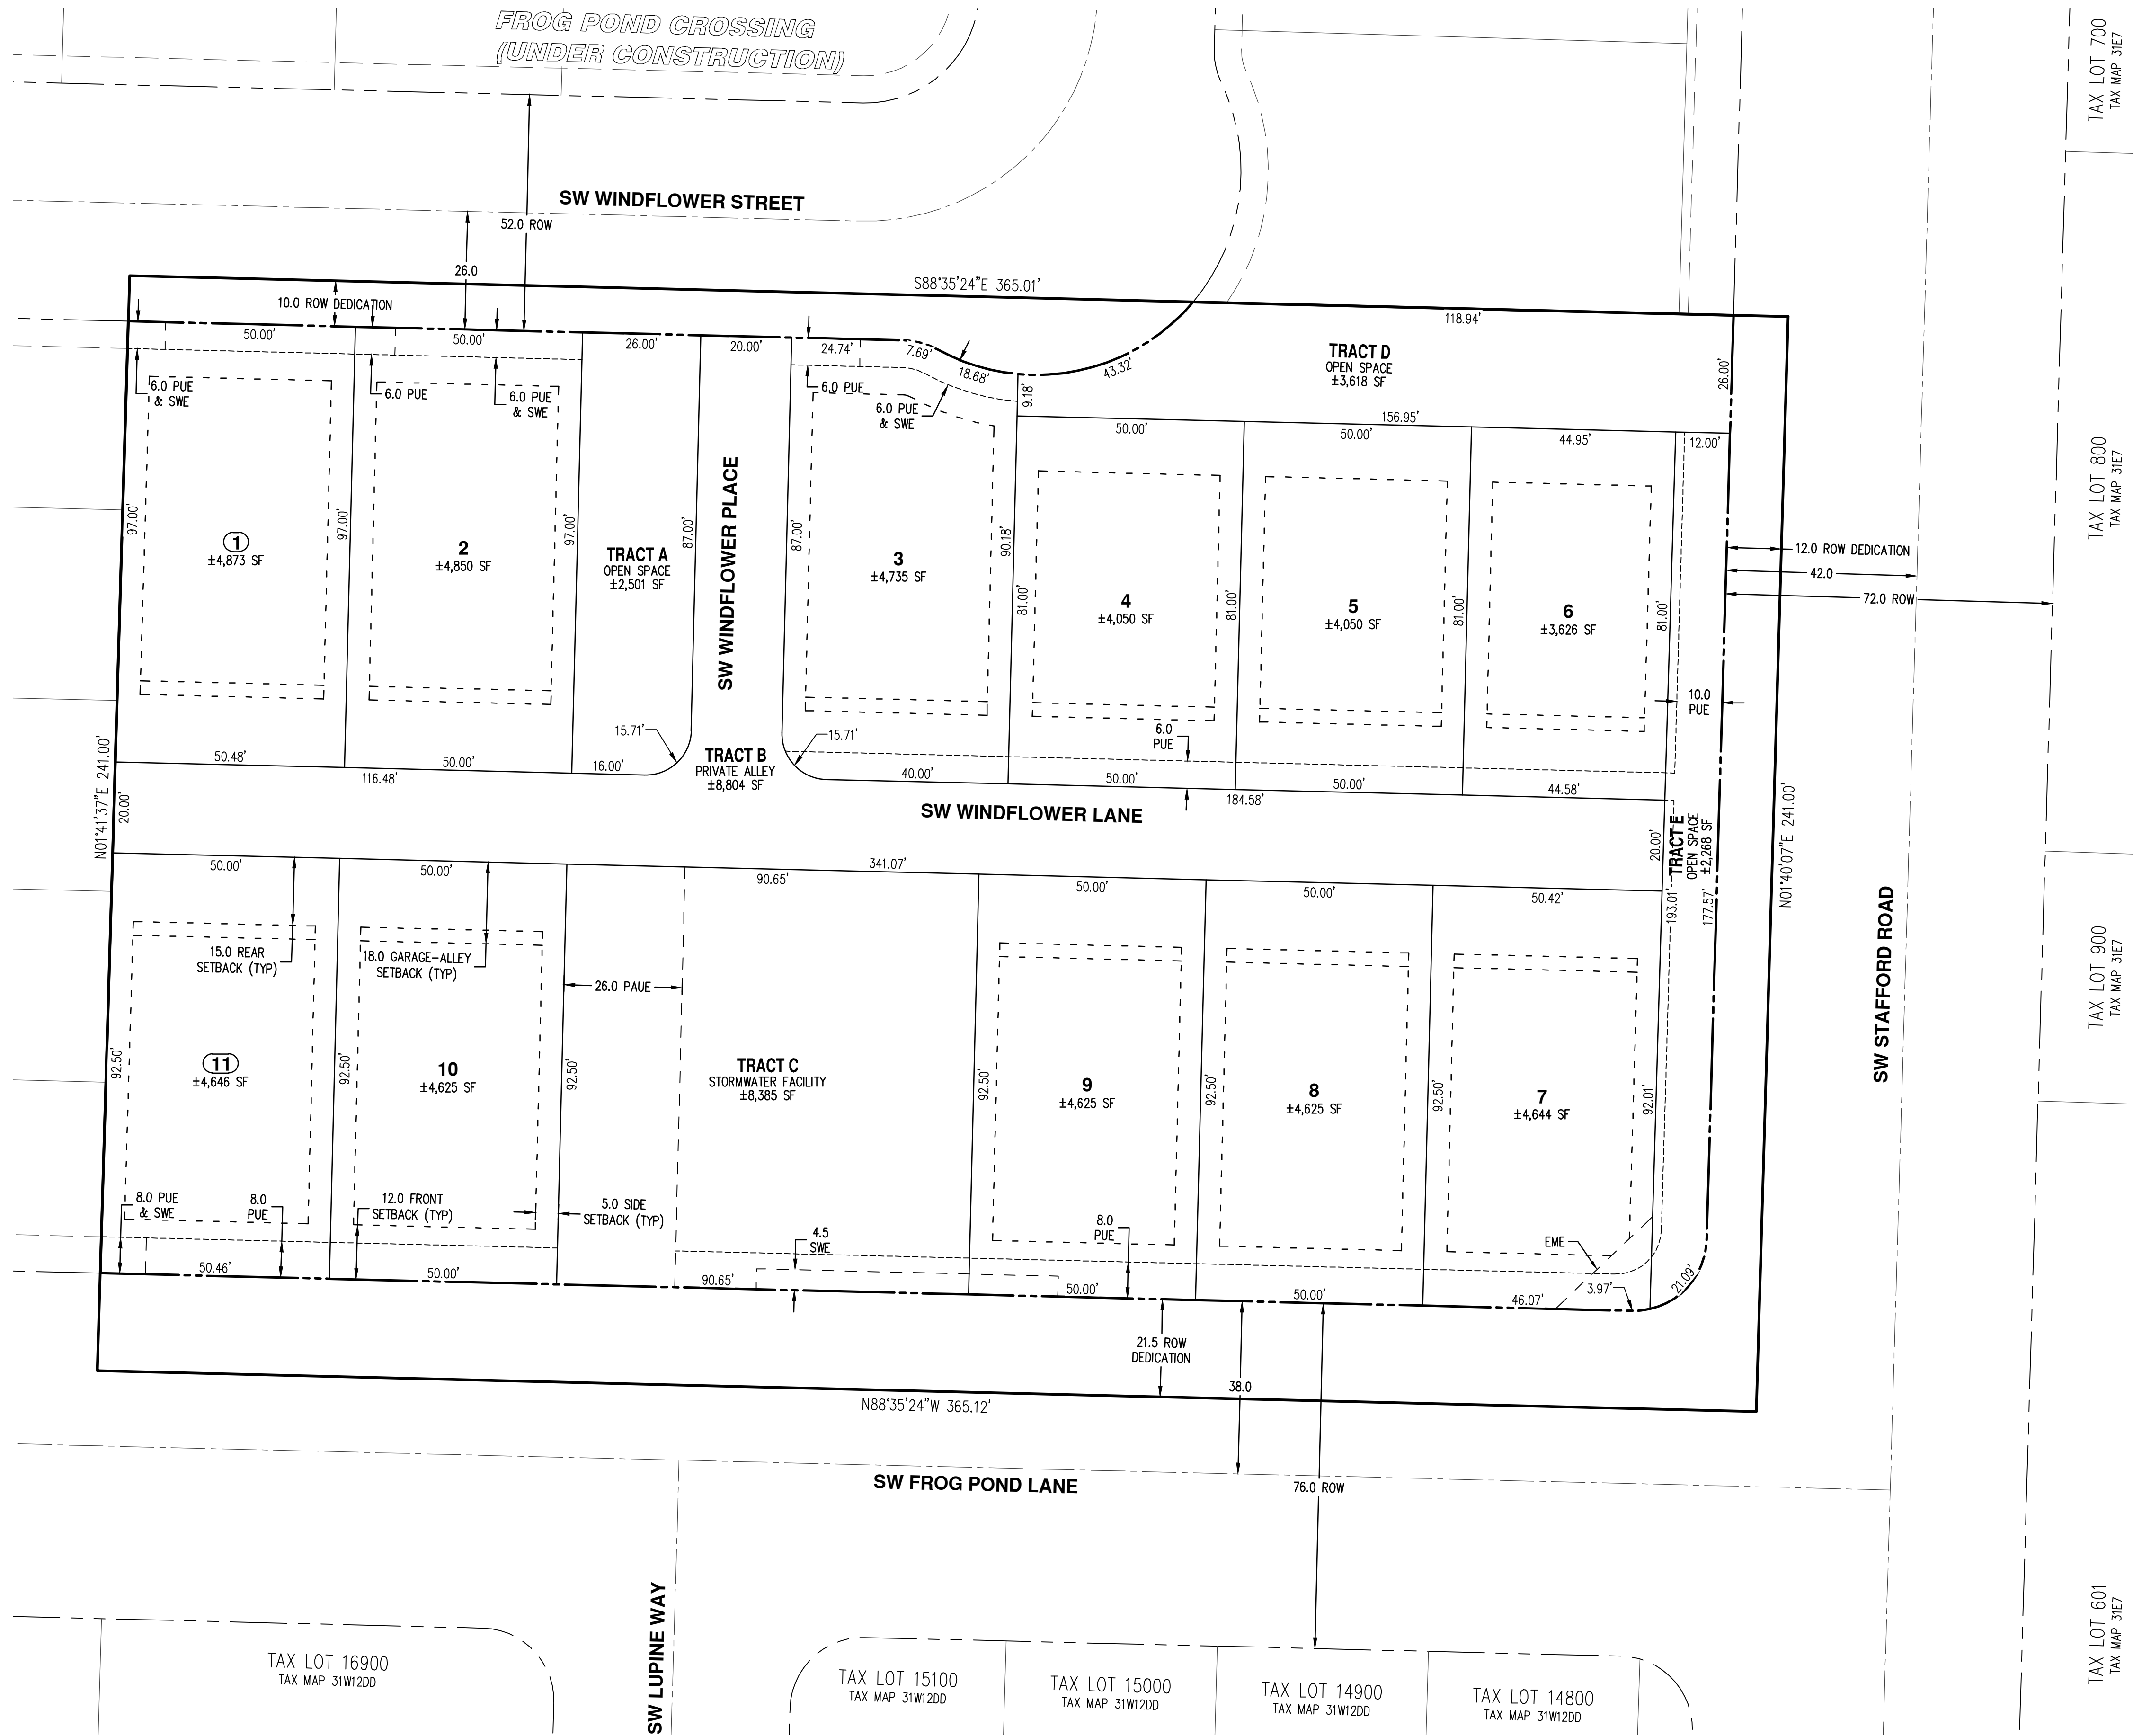 FROG POND CROSSING
(UNDER CONSTRUCTION)
TAX LOT 700
TAX MAP 31E7
SW WINDFLOWER STREET
52.0 ROW
26.0
S88°35'24"E 365.01'
10.0 ROW DEDICATION
118.94'
50.00'
50.00'
26.00'
20.00'
24.74'
7.69'
18.68'
43.32'
9.18'
TRACT D
OPEN SPACE
±3,618 SF
26.00'
6.0 PUE
& SWE
6.0 PUE
6.0 PUE
& SWE
6.0 PUE
6.0 PUE
& SWE
156.95'
50.00'
50.00'
44.95'
12.00'
TAX LOT 800
TAX MAP 31E7
97.00'
1
±4,873 SF
97.00'
2
±4,850 SF
97.00'
TRACT A
OPEN SPACE
±2,501 SF
87.00'
SW WINDFLOWER PLACE
87.00'
3
±4,735 SF
90.18'
81.00'
4
±4,050 SF
81.00'
5
±4,050 SF
81.00'
6
±3,626 SF
81.00'
12.0 ROW DEDICATION
42.0
72.0 ROW
10.0
PUE
15.71'
15.71'
6.0
PUE
TRACT B
PRIVATE ALLEY
±8,804 SF
50.48'
116.48'
50.00'
16.00'
40.00'
50.00'
184.58'
50.00'
44.58'
N01°41'37"E 241.00'
20.00'
SW WINDFLOWER LANE
20.00'
TRACT E
OPEN SPACE
±2,268 SF
N01°40'07"E 241.00'
50.00'
50.00'
341.07'
90.65'
50.00'
50.00'
50.42'
193.01'
177.57'
SW STAFFORD ROAD
TAX LOT 900
TAX MAP 31E7
15.0 REAR
SETBACK (TYP)
18.0 GARAGE-ALLEY
SETBACK (TYP)
26.0 PAUE
92.50'
11
±4,646 SF
92.50'
10
±4,625 SF
92.50'
TRACT C
STORMWATER FACILITY
±8,385 SF
92.50'
9
±4,625 SF
92.50'
8
±4,625 SF
92.50'
7
±4,644 SF
92.01'
8.0 PUE
& SWE
8.0
PUE
12.0 FRONT
SETBACK (TYP)
5.0 SIDE
SETBACK (TYP)
4.5
SWE
8.0
PUE
EME
50.46'
50.00'
90.65'
50.00'
50.00'
46.07'
3.97'
21.09'
21.5 ROW
DEDICATION
38.0
N88°35'24"W 365.12'
SW FROG POND LANE
76.0 ROW
SW LUPINE WAY
TAX LOT 16900
TAX MAP 31W12DD
TAX LOT 15100
TAX MAP 31W12DD
TAX LOT 15000
TAX MAP 31W12DD
TAX LOT 14900
TAX MAP 31W12DD
TAX LOT 14800
TAX MAP 31W12DD
TAX LOT 601
TAX MAP 31E7